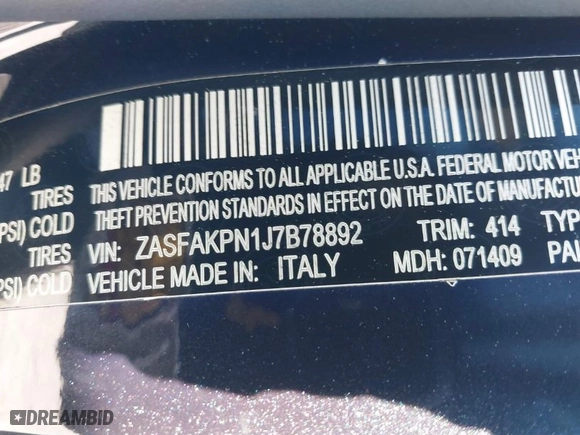 47 LB
TIRES
THIS VEHICLE CONFORMS TO ALL APPLICABLE U.S.A. FEDERAL MOTOR VEH
PSI) COLD
THEFT PREVENTION STANDARDS IN EFFECT ON THE DATE OF MANUFACTURE
TIRES
VIN: ZASFAKPN1J7B78892 TRIM: 414 TYP
PSI) COLD
VEHICLE MADE IN: ITALY MDH: 071409 PAI
DREAMBID